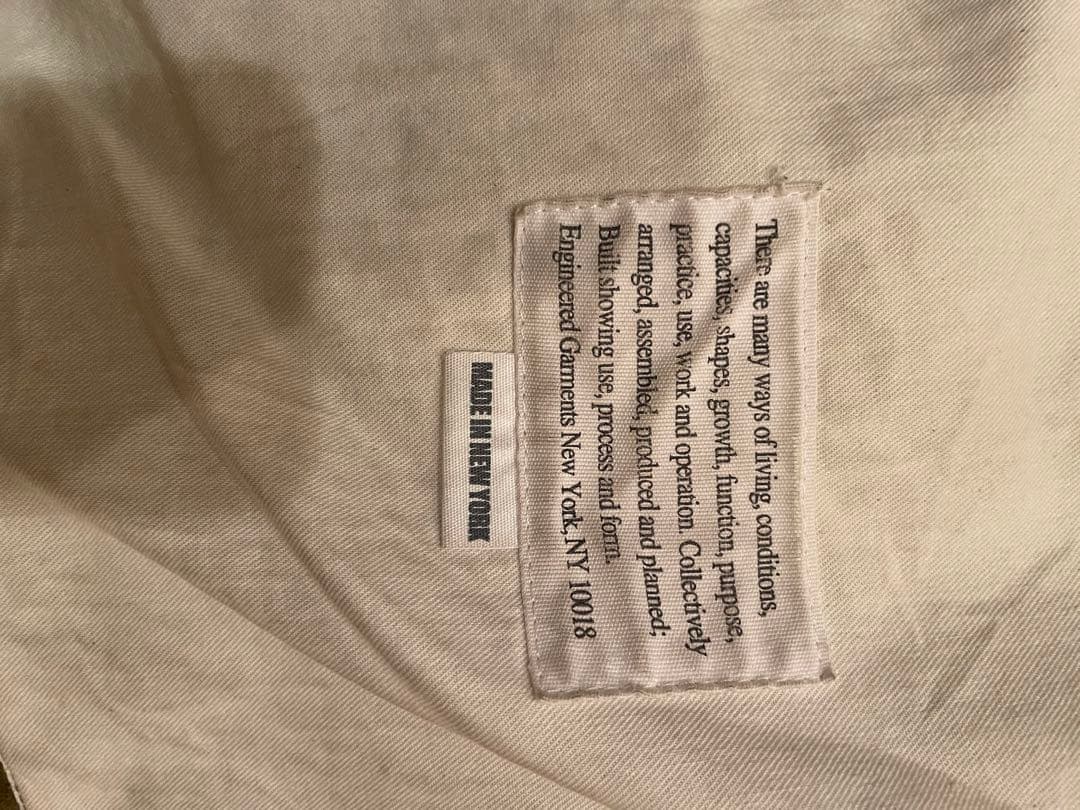 There are many ways of living, conditions,
capacities, shapes, growth, function, purpose,
practice, use, work and operation. Collectively
arranged, assembled, produced and planned;
Built showing use, process and form.
Engineered Garments New York, NY 10018
MADE IN NEW YORK